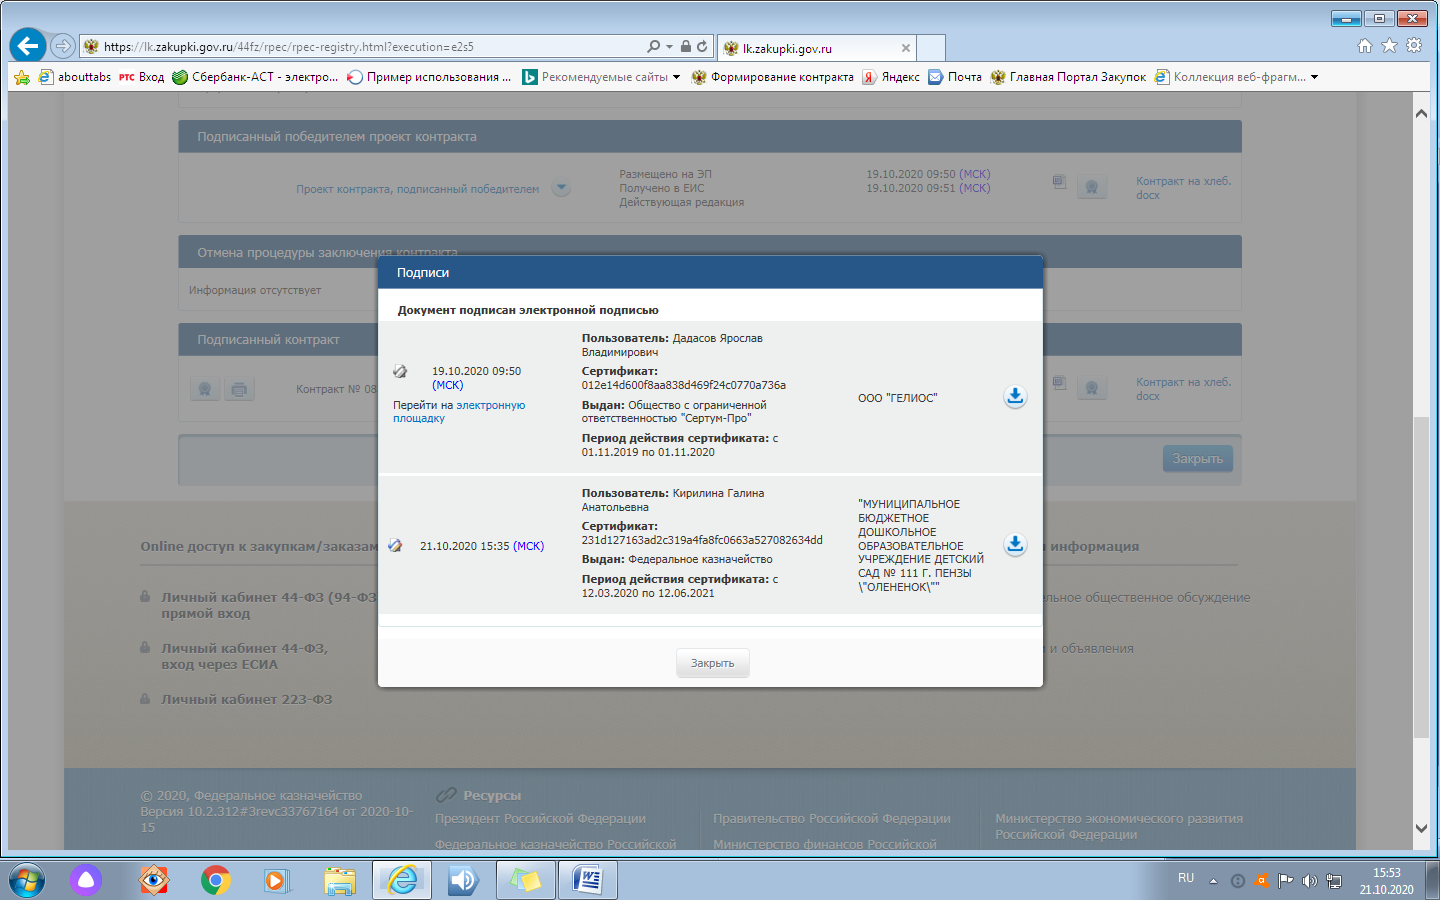 https://lk.zakupki.gov.ru/44fz/rpec/rpec-registry.html?execution=e2s5
lk.zakupki.gov.ru
abouttabs
РТС Вход
Сбербанк-АСТ - электро...
Пример использования ...
Рекомендуемые сайты
Формирование контракта
Яндекс
Почта
Главная Портал Закупок
Коллекция веб-фрагм...
Подписанный победителем проект контракта
Проект контракта, подписанный победителем
Размещено на ЭП
Получено в ЕИС
Действующая редакция
19.10.2020 09:50 (МСК)
19.10.2020 09:51 (МСК)
Контракт на хлеб.
docx
Отмена процедуры заключения контракта
Информация отсутствует
Подписанный контракт
Контракт № 08
Контракт на хлеб.
docx
Закрыть
Подписи
Документ подписан электронной подписью
19.10.2020 09:50
(МСК)
Перейти на электронную
площадку
Пользователь: Дадасов Ярослав
Владимирович
Сертификат:
012e14d600f8aa838d469f24c0770a736a
Выдан: Общество с ограниченной
ответственностью "Сертум-Про"
Период действия сертификата: с
01.11.2019 по 01.11.2020
ООО "ГЕЛИОС"
21.10.2020 15:35 (МСК)
Пользователь: Кирилина Галина
Анатольевна
Сертификат:
231d127163ad2c319a4fa8fc0663a527082634dd
Выдан: Федеральное казначейство
Период действия сертификата: с
12.03.2020 по 12.06.2021
"МУНИЦИПАЛЬНОЕ
БЮДЖЕТНОЕ
ДОШКОЛЬНОЕ
ОБРАЗОВАТЕЛЬНОЕ
УЧРЕЖДЕНИЕ ДЕТСКИЙ
САД № 111 Г. ПЕНЗЫ
\"ОЛЕНЕНОК\""
Закрыть
Online доступ к закупкам/заказам
Личный кабинет 44-ФЗ (94-ФЗ
прямой вход
Личный кабинет 44-ФЗ,
вход через ЕСИА
Личный кабинет 223-ФЗ
информация
льное общественное обсуждение
и объявления
© 2020, Федеральное казначейство
Версия 10.2.312#3revc33767164 от 2020-10-
15
Ресурсы
Президент Российской Федерации
Федеральное казначейство Российской
Правительство Российской Федерации
Министерство финансов Российской
Министерство экономического развития
Российской Федерации
RU
15:53
21.10.2020